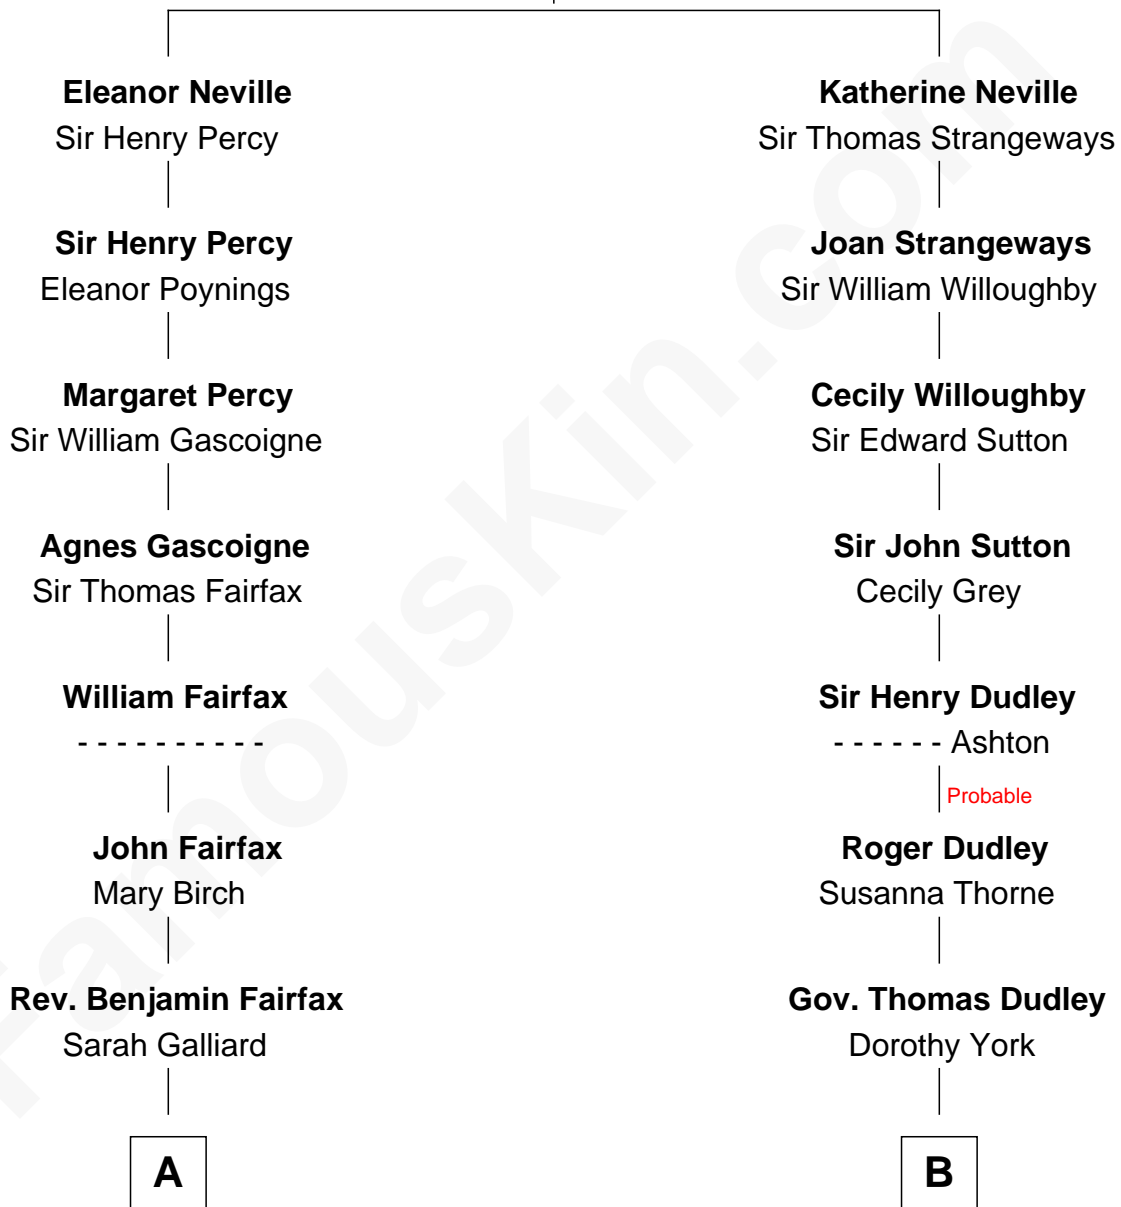 Eleanor Neville
Sir Henry Percy
Katherine Neville
Sir Thomas Strangeways
Sir Henry Percy
Eleanor Poynings
Joan Strangeways
Sir William Willoughby
Margaret Percy
Sir William Gascoigne
Cecily Willoughby
Sir Edward Sutton
Agnes Gascoigne
Sir Thomas Fairfax
Sir John Sutton
Cecily Grey
William Fairfax
- - - - - - - - - -
Sir Henry Dudley
- - - - - - Ashton
Probable
John Fairfax
Mary Birch
Roger Dudley
Susanna Thorne
Rev. Benjamin Fairfax
Sarah Galliard
Gov. Thomas Dudley
Dorothy York
A
B
FamousKin.com